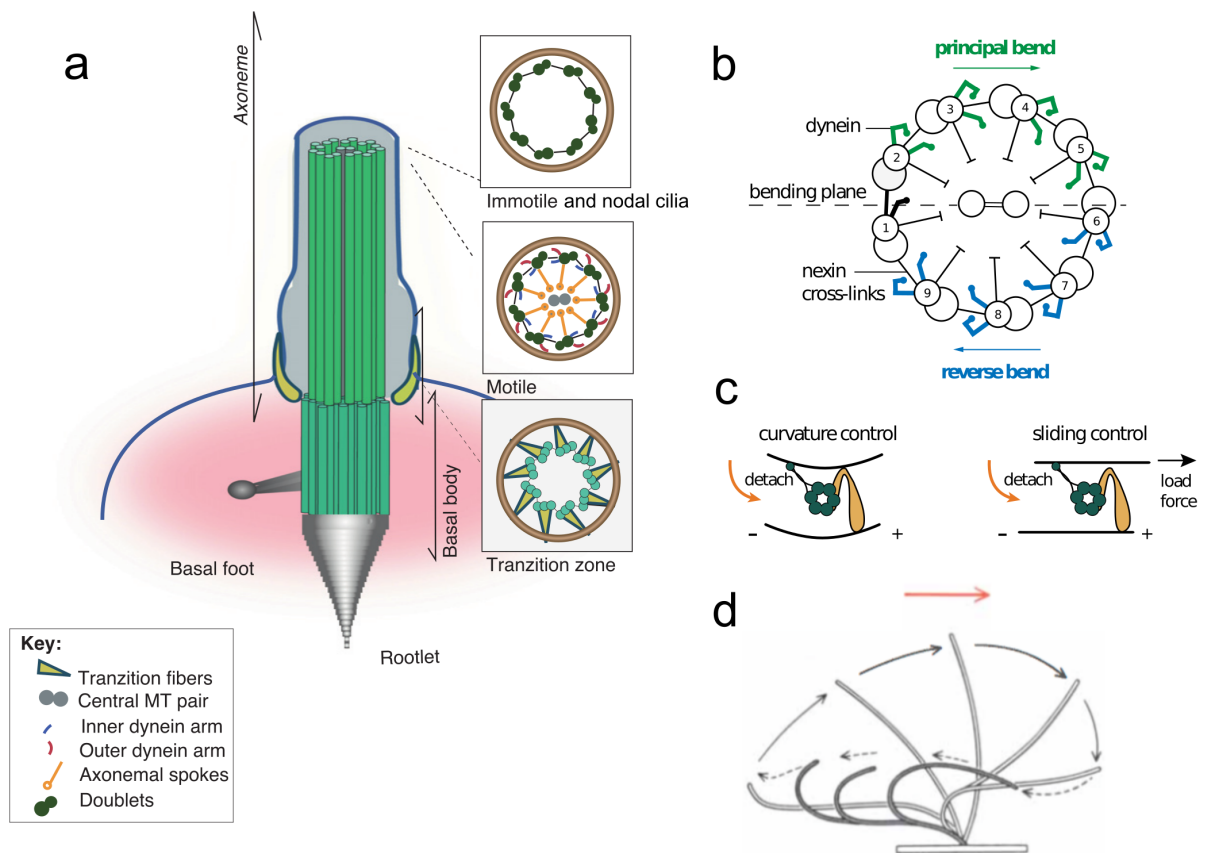 a
Axoneme
Immotile and nodal cilia
Motile
Tranzition zone
Basal body
Basal foot
Rootlet
Key:
Tranzition fibers
Central MT pair
Inner dynein arm
Outer dynein arm
Axonemal spokes
Doublets
b
principal bend
dynein
bending plane
nexin
cross-links
1
2
3
4
5
6
7
8
9
reverse bend
c
curvature control
detach
-
+
sliding control
detach
load
force
-
+
d